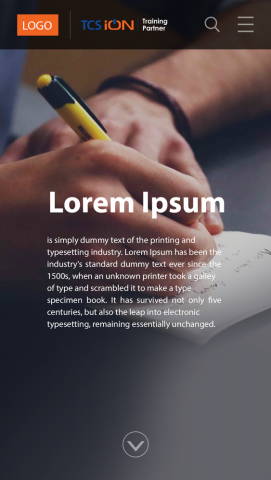 LOGO
TCS iON
Training
Partner
Lorem Ipsum
is simply dummy text of the printing and
typesetting industry. Lorem Ipsum has been the
industry's standard dummy text ever since the
1500s, when an unknown printer took a galley
of type and scrambled it to make a type
specimen book. It has survived not only five
centuries, but also the leap into electronic
typesetting, remaining essentially unchanged.